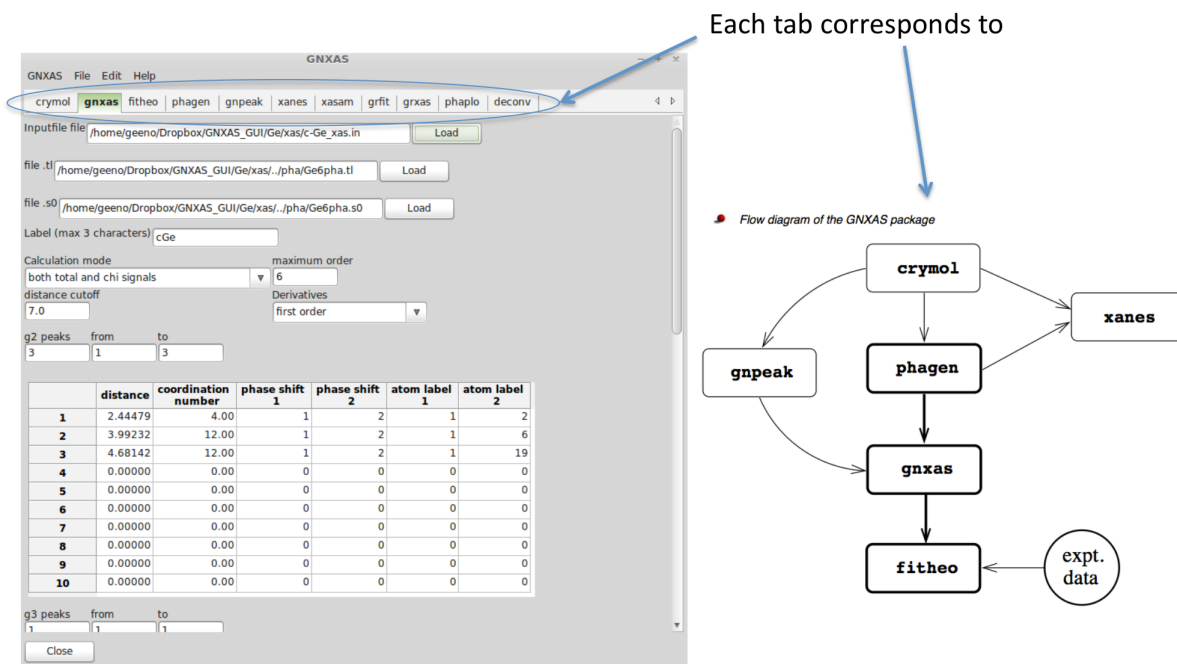 Each tab corresponds to
GNXAS
GNXAS File Edit Help
crymol gnxas fitheo phagen gnpeak xanes xasam grfit grxas phaplo deconv
Inputfile file /home/geeno/Dropbox/GNXAS_GUI/Ge/xas/c-Ge_xas.in Load
file .tl /home/geeno/Dropbox/GNXAS_GUI/Ge/xas/../pha/Ge6pha.tl Load
file .s0 /home/geeno/Dropbox/GNXAS_GUI/Ge/xas/../pha/Ge6pha.s0 Load
Label (max 3 characters) cGe
Calculation mode maximum order
both total and chi signals 6
distance cutoff Derivatives
7.0 first order
g2 peaks from to
3 1 3
distance coordination number phase shift 1 phase shift 2 atom label 1 atom label 2
1 2.44479 4.00 1 2 1 2
2 3.99232 12.00 1 2 1 6
3 4.68142 12.00 1 2 1 19
4 0.00000 0.00 0 0 0 0
5 0.00000 0.00 0 0 0 0
6 0.00000 0.00 0 0 0 0
7 0.00000 0.00 0 0 0 0
8 0.00000 0.00 0 0 0 0
9 0.00000 0.00 0 0 0 0
10 0.00000 0.00 0 0 0 0
g3 peaks from to
1 1 1
Close
Flow diagram of the GNXAS package
crymol
xanes
gnpeak
phagen
gnxas
fitheo
expt.
data